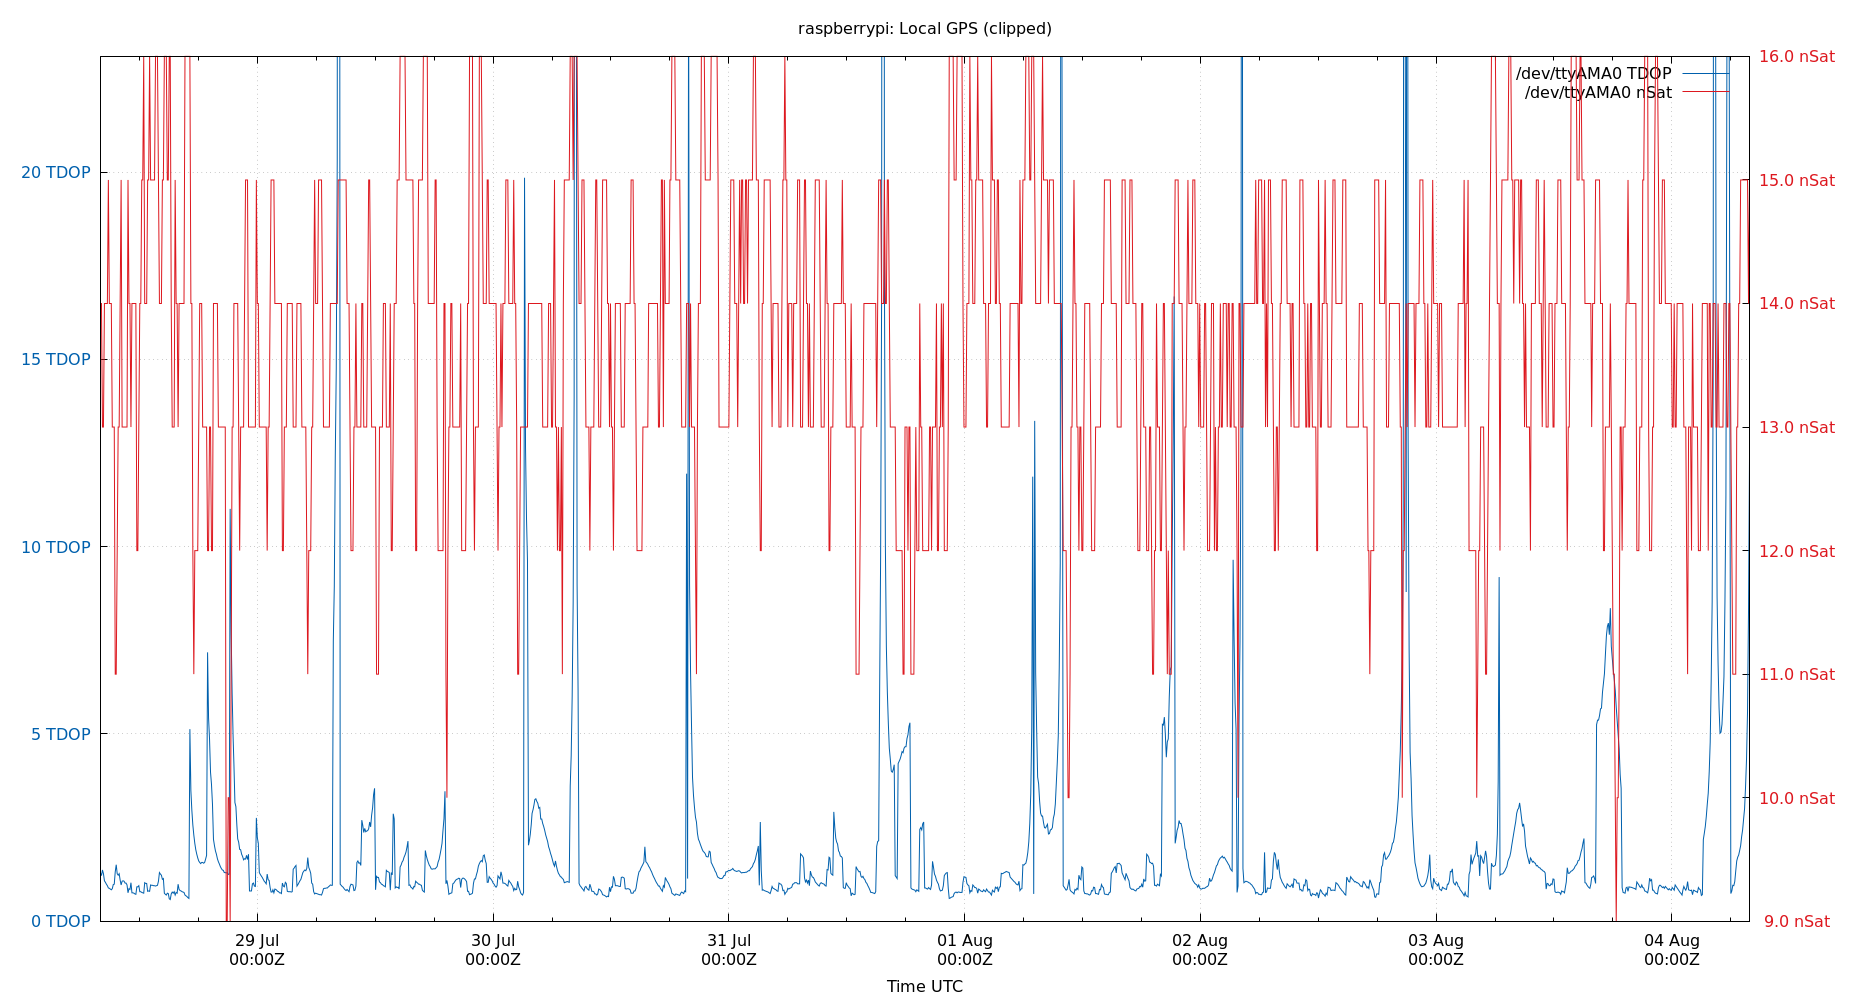 raspberrypi: Local GPS (clipped)
/dev/ttyAMA0 TDOP
/dev/ttyAMA0 nSat
20 TDOP
15 TDOP
10 TDOP
5 TDOP
0 TDOP
16.0 nSat
15.0 nSat
14.0 nSat
13.0 nSat
12.0 nSat
11.0 nSat
10.0 nSat
9.0 nSat
29 Jul
00:00Z
30 Jul
00:00Z
31 Jul
00:00Z
01 Aug
00:00Z
02 Aug
00:00Z
03 Aug
00:00Z
04 Aug
00:00Z
Time UTC